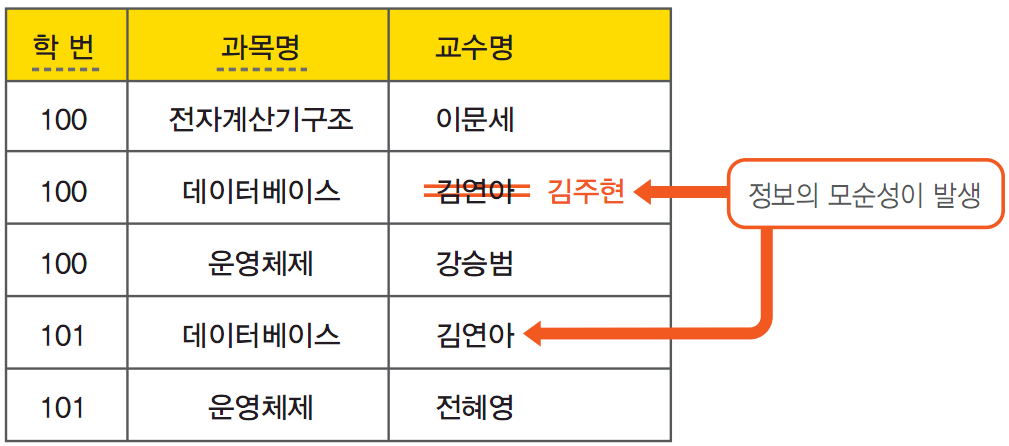 학 번 과목명 교수명
100 전자계산기구조 이문세
100 데이터베이스 김연아 김주현 정보의 모순성이 발생
100 운영체제 강승범
101 데이터베이스 김연아
101 운영체제 전혜영